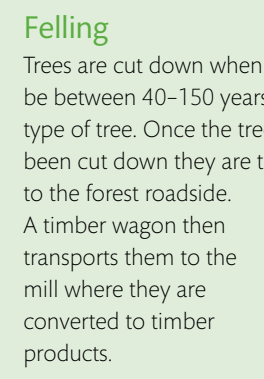 Felling
Trees are cut down when
be between 40–150 years
type of tree. Once the tre
been cut down they are t
to the forest roadside.
A timber wagon then
transports them to the
mill where they are
converted to timber
products.